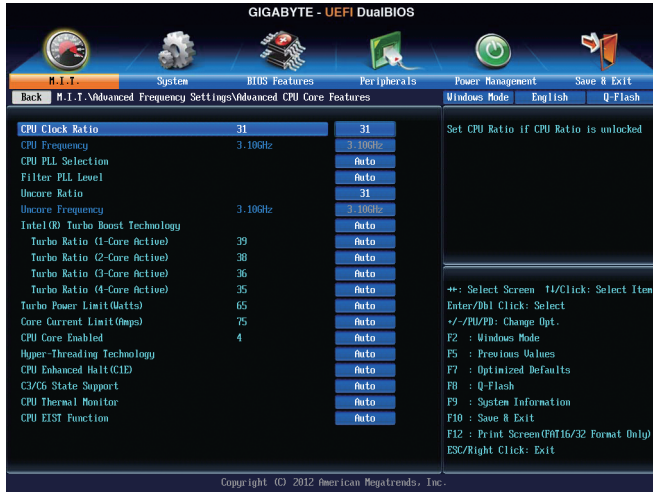 GIGABYTE - UEFI DualBIOS
M.I.T. System BIOS Features Peripherals Power Management Save & Exit
Back M.I.T.\Advanced Frequency Settings\Advanced CPU Core Features Windows Mode English Q-Flash
CPU Clock Ratio 31 31
CPU Frequency 3.10GHz 3.10GHz
CPU PLL Selection Auto
Filter PLL Level Auto
Uncore Ratio 31
Uncore Frequency 3.10GHz 3.10GHz
Intel(R) Turbo Boost Technology Auto
Turbo Ratio (1-Core Active) 39 Auto
Turbo Ratio (2-Core Active) 38 Auto
Turbo Ratio (3-Core Active) 36 Auto
Turbo Ratio (4-Core Active) 35 Auto
Turbo Power Limit(Watts) 65 Auto
Core Current Limit(Amps) 75 Auto
CPU Core Enabled 4 Auto
Hyper-Threading Technology Auto
CPU Enhanced Halt(C1E) Auto
C3/C6 State Support Auto
CPU Thermal Monitor Auto
CPU EIST Function Auto
Set CPU Ratio if CPU Ratio is unlocked
→←: Select Screen ↑↓/Click: Select Item
Enter/Dbl Click: Select
+/-/PU/PD: Change Opt.
F2 : Windows Mode
F5 : Previous Values
F7 : Optimized Defaults
F8 : Q-Flash
F9 : System Information
F10 : Save & Exit
F12 : Print Screen(FAT16/32 Format Only)
ESC/Right Click: Exit
Copyright (C) 2012 American Megatrends, Inc.